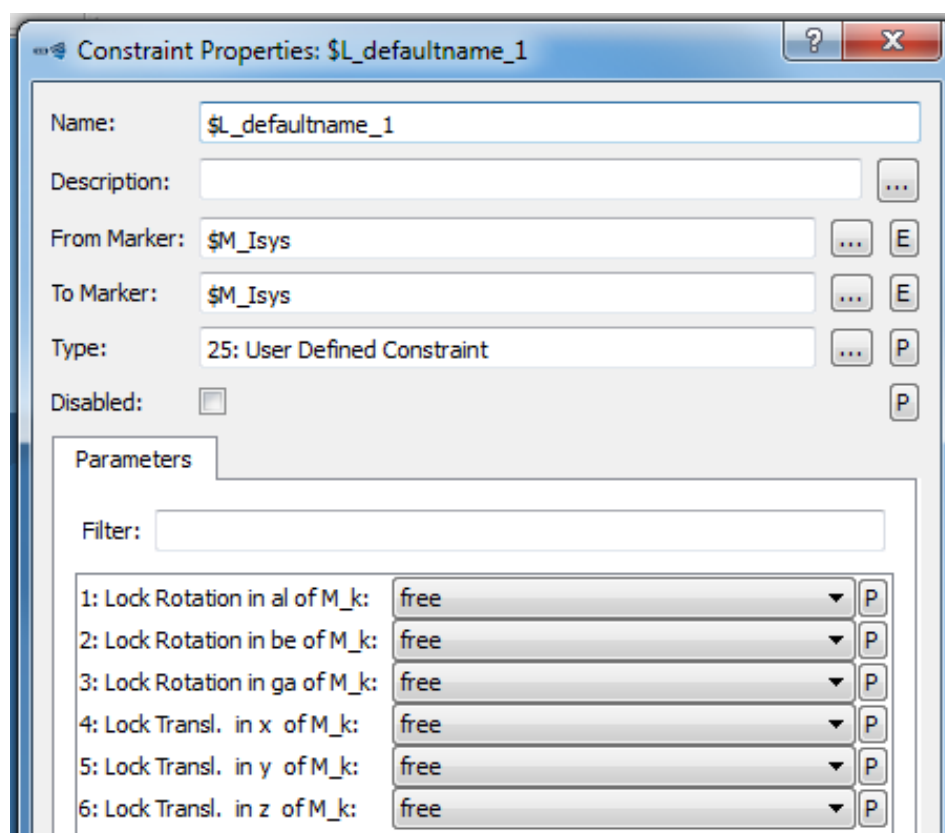 Constraint Properties: $L_defaultname_1 ? X
Name: $L_defaultname_1
Description: ...
From Marker: $M_Isys ... E
To Marker: $M_Isys ... E
Type: 25: User Defined Constraint ... P
Disabled: P
Parameters
Filter:
1: Lock Rotation in al of M_k: free P
2: Lock Rotation in be of M_k: free P
3: Lock Rotation in ga of M_k: free P
4: Lock Transl. in x of M_k: free P
5: Lock Transl. in y of M_k: free P
6: Lock Transl. in z of M_k: free P